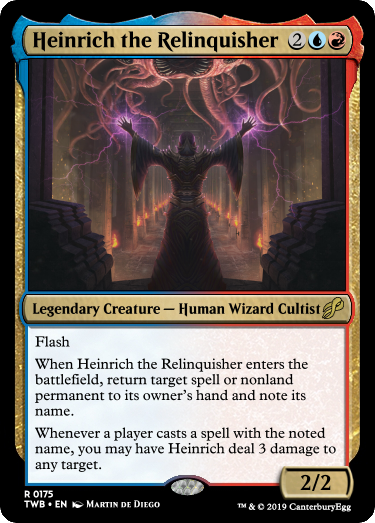 Heinrich the Relinquisher 2
Legendary Creature — Human Wizard Cultist
Flash
When Heinrich the Relinquisher enters the
battlefield, return target spell or nonland
permanent to its owner's hand and note its
name.
Whenever a player casts a spell with the noted
name, you may have Heinrich deal 3 damage to
any target.
2/2
R 0175
TWB • EN Martin de Diego
™ & © 2019 CanterburyEgg